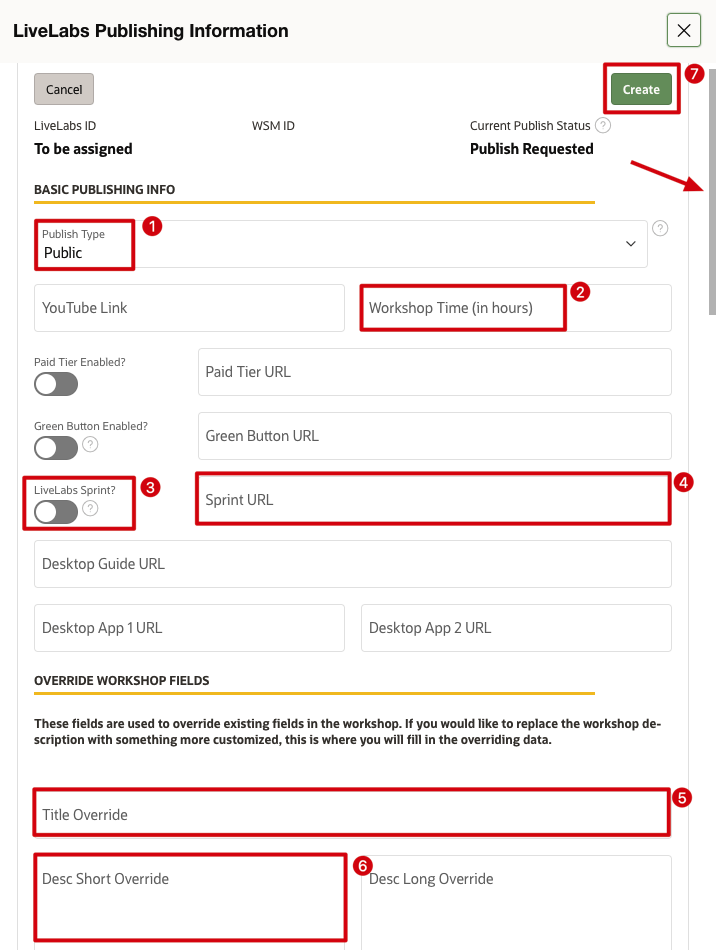 LiveLabs Publishing Information
Cancel
Create
7
LiveLabs ID
WSM ID
Current Publish Status ?
To be assigned
Publish Requested
BASIC PUBLISHING INFO
Publish Type
1
?
Public
YouTube Link
Workshop Time (in hours)
2
Paid Tier Enabled?
Paid Tier URL
Green Button Enabled?
?
Green Button URL
LiveLabs Sprint?
?
3
Sprint URL
4
Desktop Guide URL
Desktop App 1 URL
Desktop App 2 URL
OVERRIDE WORKSHOP FIELDS
These fields are used to override existing fields in the workshop. If you would like to replace the workshop de-
scription with something more customized, this is where you will fill in the overriding data.
Title Override
5
Desc Short Override
6
Desc Long Override